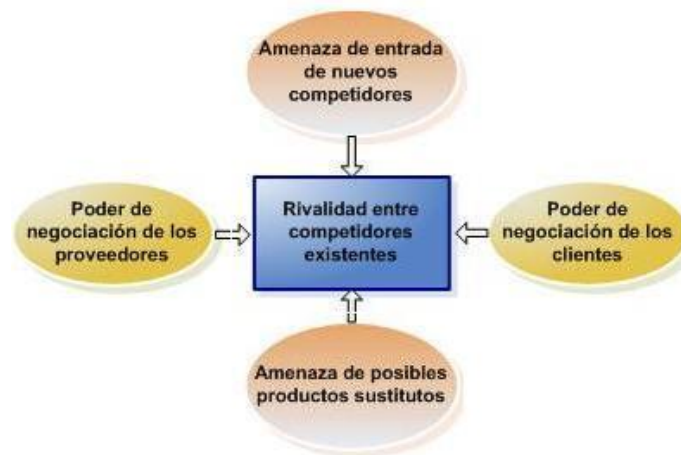 Amenaza de entrada
de nuevos
competidores
Poder de
negociación de los
proveedores
Rivalidad entre
competidores
existentes
Poder de
negociación de los
clientes
Amenaza de posibles
productos sustitutos